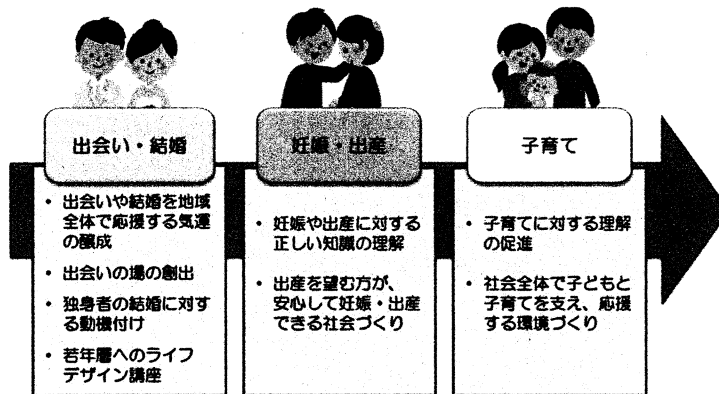 出会い・結婚
・ 出会いや結婚を地域
全体で応援する気運
の醸成
・ 出会いの場の創出
・ 独身者の結婚に対す
る動機付け
・ 若年層へのライフ
デザイン講座
妊娠・出産
・ 妊娠や出産に対する
正しい知識の理解
・ 出産を望む方が、
安心して妊娠・出産
できる社会づくり
子育て
・ 子育てに対する理解
の促進
・ 社会全体で子どもと
子育てを支え、応援
する環境づくり